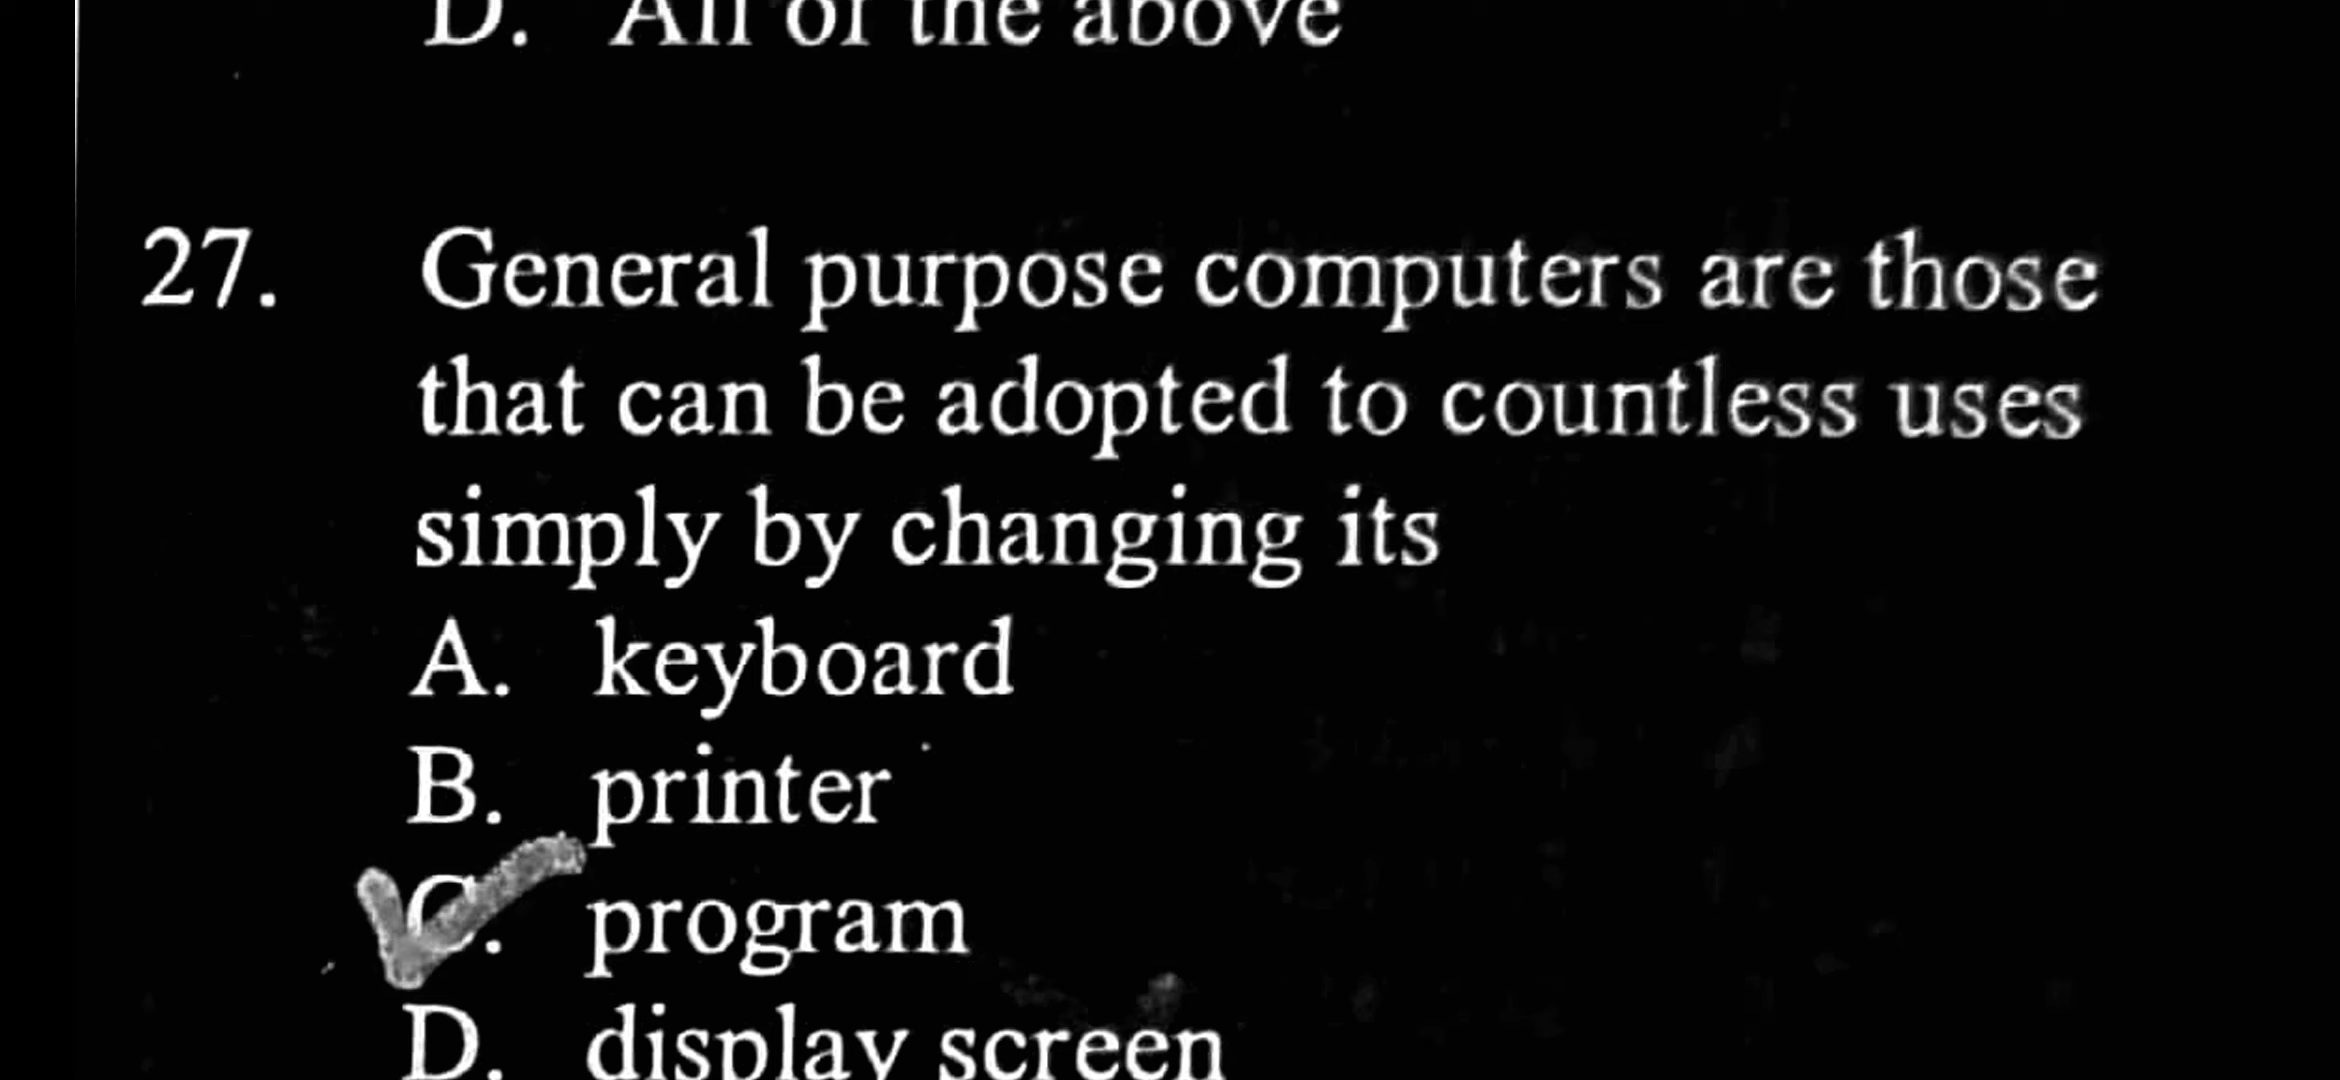 D. All of the above
27. General purpose computers are those
that can be adopted to countless uses
simply by changing its
A. keyboard
B. printer
C. program
D. display screen